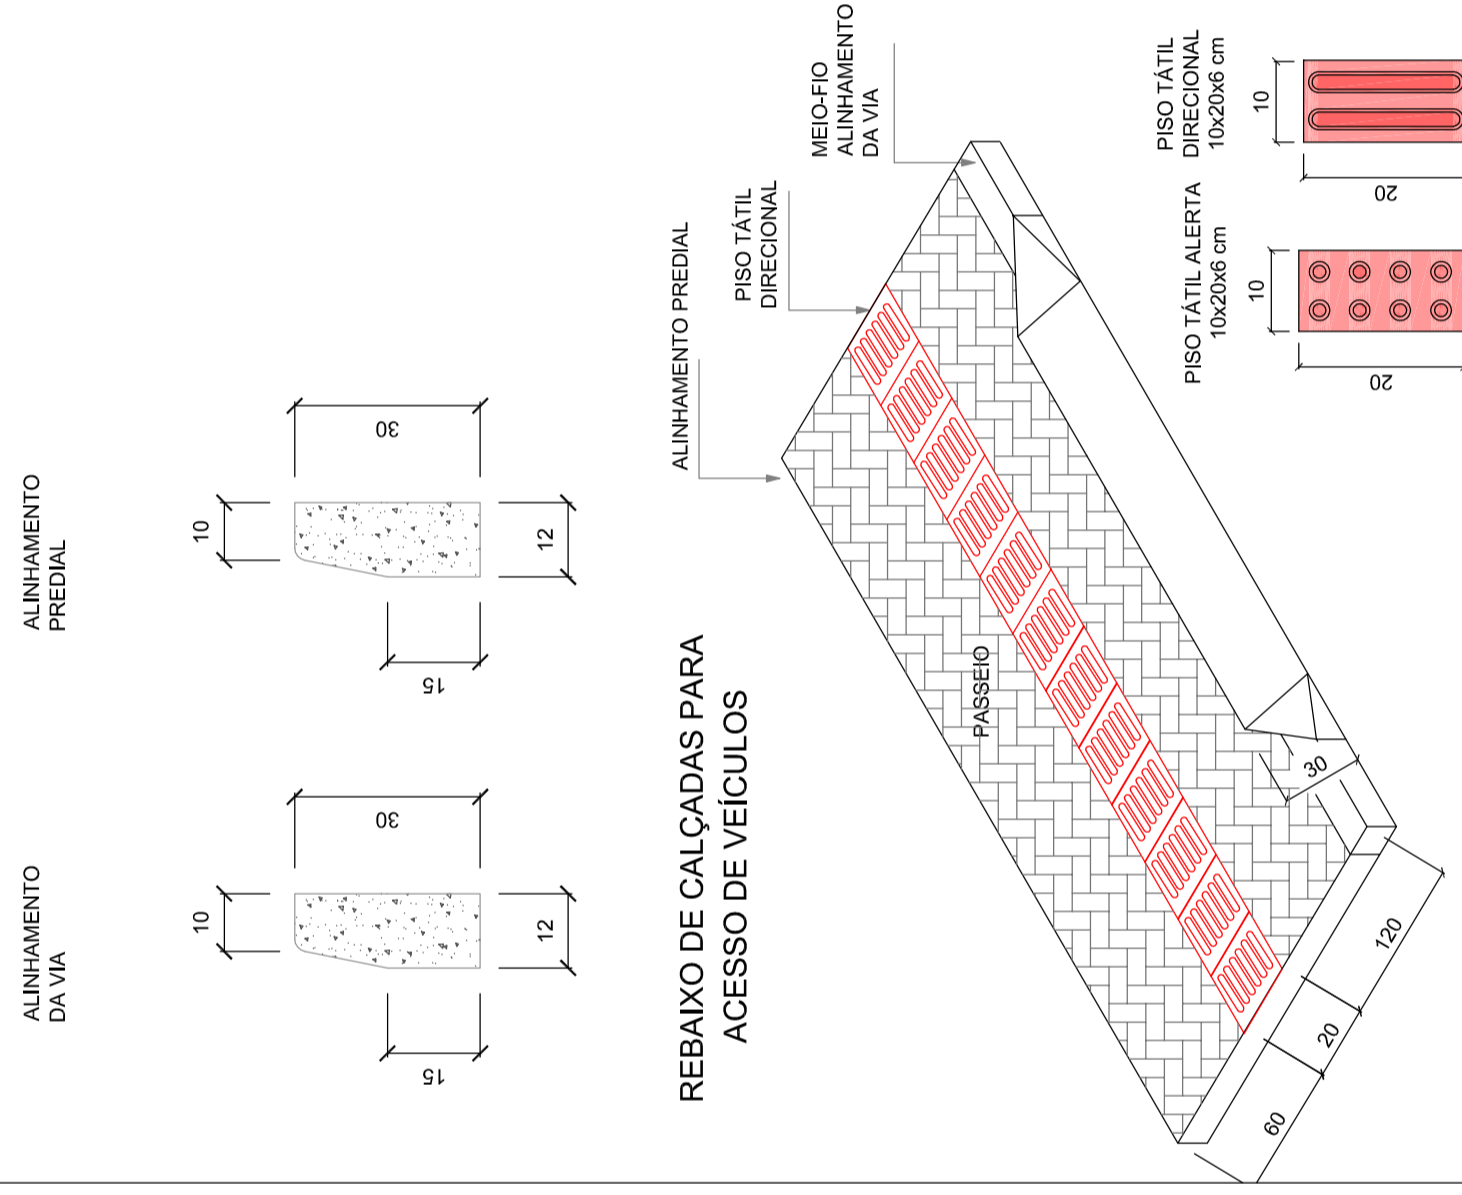 ALINHAMENTO
DA VIA
10
30
12
15
ALINHAMENTO
PREDIAL
10
30
12
15
REBAIXO DE CALÇADAS PARA
ACESSO DE VEÍCULOS
ALINHAMENTO PREDIAL
PISO TÁTIL
DIRECIONAL
MEIO-FIO
ALINHAMENTO
DA VIA
PASSEIO
30
60
20
120
PISO TÁTIL ALERTA
10x20x6 cm
10
20
PISO TÁTIL
DIRECIONAL
10x20x6 cm
10
20